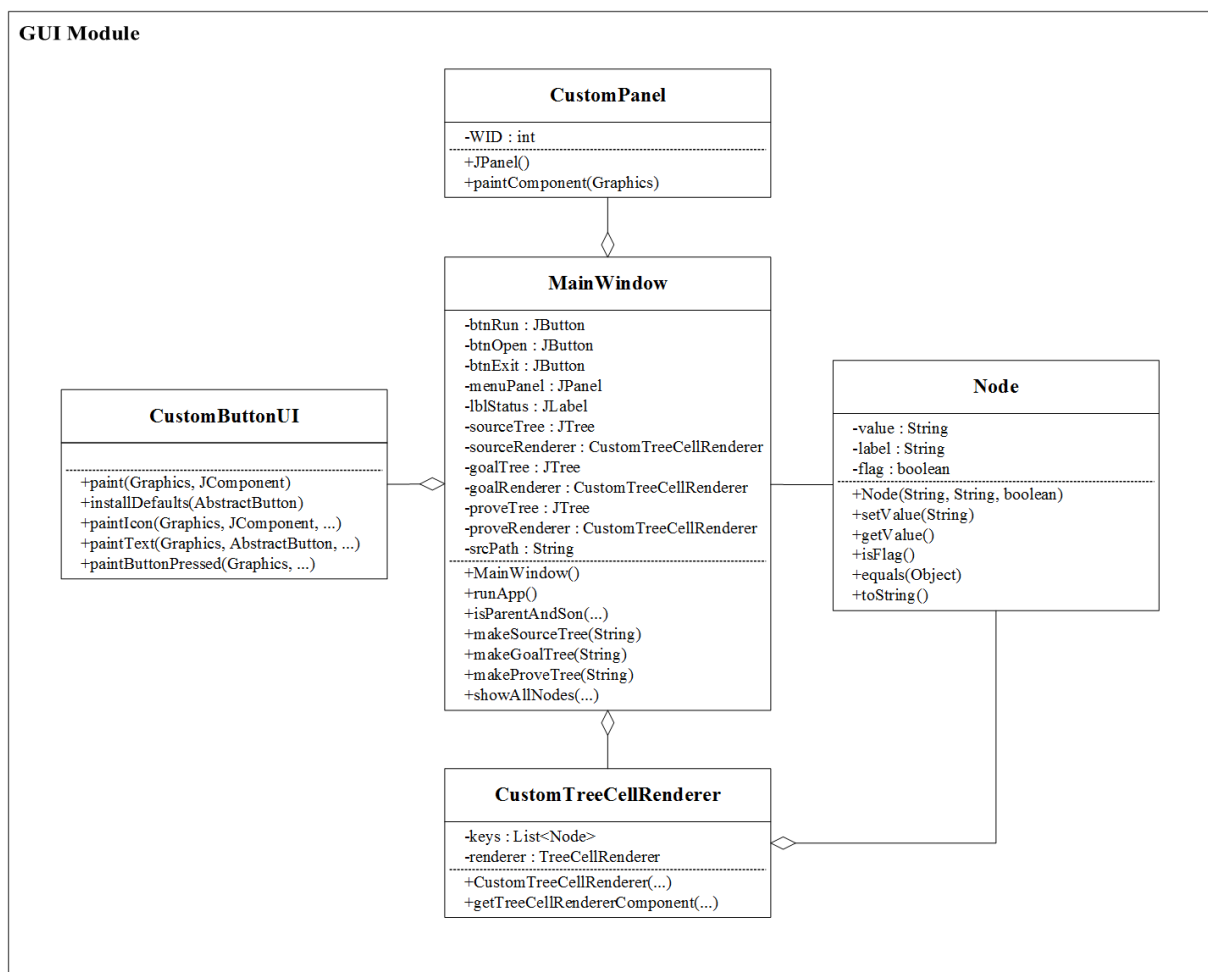 GUI Module
CustomPanel
-WID : int
+JPanel()
+paintComponent(Graphics)
MainWindow
-btnRun : JButton
-btnOpen : JButton
-btnExit : JButton
-menuPanel : JPanel
-lblStatus : JLabel
-sourceTree : JTree
-sourceRenderer : CustomTreeCellRenderer
-goalTree : JTree
-goalRenderer : CustomTreeCellRenderer
-proveTree : JTree
-proveRenderer : CustomTreeCellRenderer
-srcPath : String
+MainWindow()
+runApp()
+isParentAndSon(...)
+makeSourceTree(String)
+makeGoalTree(String)
+makeProveTree(String)
+showAllNodes(...)
CustomButtonUI
+paint(Graphics, JComponent)
+installDefaults(AbstractButton)
+paintIcon(Graphics, JComponent, ...)
+paintText(Graphics, AbstractButton, ...)
+paintButtonPressed(Graphics, ...)
Node
-value : String
-label : String
-flag : boolean
+Node(String, String, boolean)
+setValue(String)
+getValue()
+isFlag()
+equals(Object)
+toString()
CustomTreeCellRenderer
-keys : List<Node>
-renderer : TreeCellRenderer
+CustomTreeCellRenderer(...)
+getTreeCellRendererComponent(...)